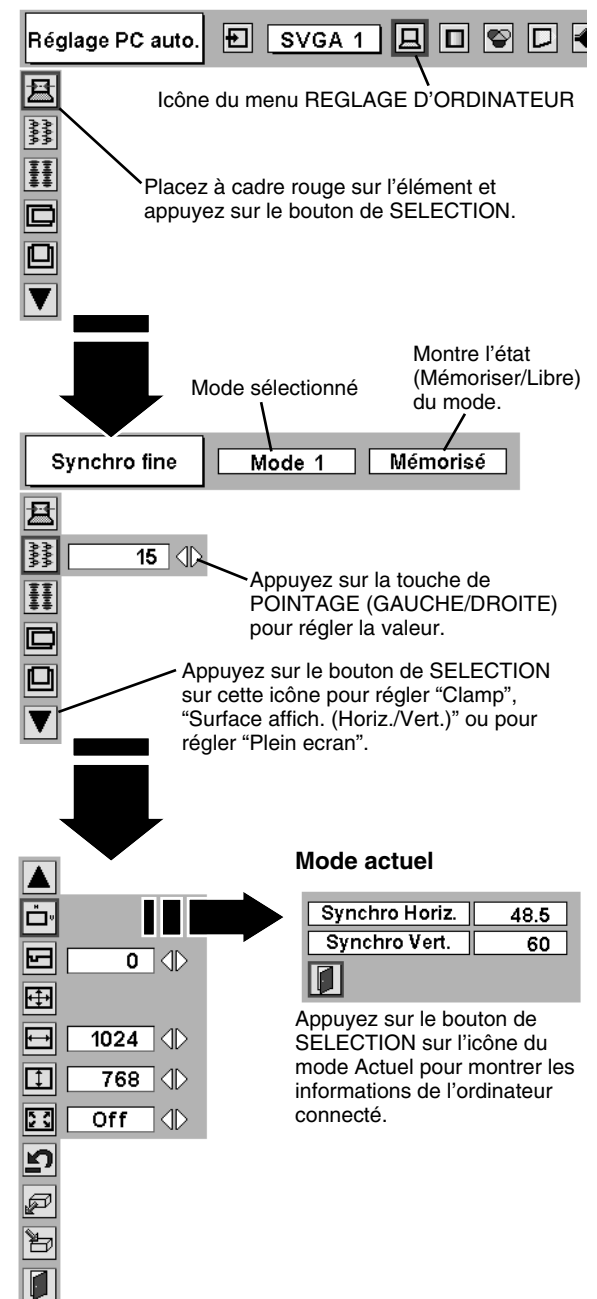 Réglage PC auto.
SVGA 1
Icône du menu REGLAGE D'ORDINATEUR
Placez à cadre rouge sur l'élément et
appuyez sur le bouton de SELECTION.
Montre l'état
(Mémoriser/Libre)
du mode.
Mode sélectionné
Synchro fine
Mode 1
Mémorisé
15
Appuyez sur la touche de
POINTAGE (GAUCHE/DROITE)
pour régler la valeur.
Appuyez sur le bouton de SELECTION
sur cette icône pour régler “Clamp”,
“Surface affich. (Horiz./Vert.)” ou pour
régler “Plein ecran”.
Mode actuel
H
V
Synchro Horiz. 48.5
Synchro Vert. 60
0
1024
768
Off
Appuyez sur le bouton de
SELECTION sur l'icône du
mode Actuel pour montrer les
informations de l'ordinateur
connecté.